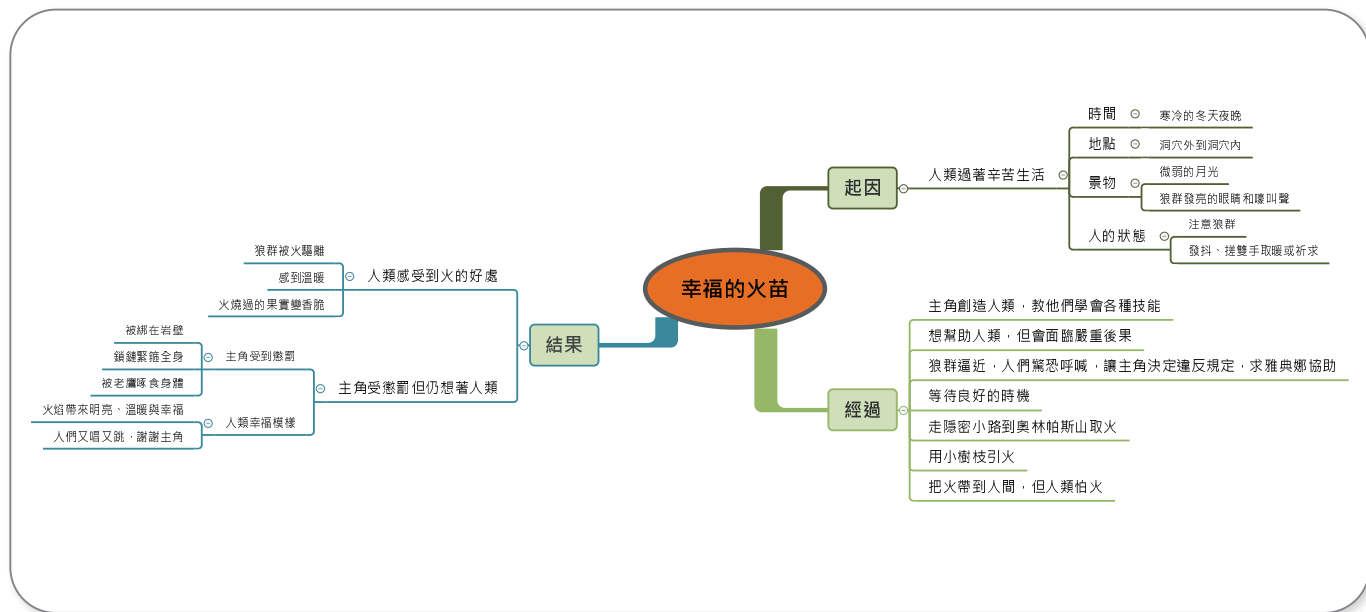 幸福的火苗
起因
人類過著辛苦生活
時間
寒冷的冬天夜晚
地點
洞穴外到洞穴內
景物
微弱的月光
狼群發亮的眼睛和嚎叫聲
人的狀態
注意狼群
發抖、搓雙手取暖或祈求
經過
主角創造人類，教他們學會各種技能
想幫助人類，但會面臨嚴重後果
狼群逼近，人們驚恐呼喊，讓主角決定違反規定，求雅典娜協助
等待良好的時機
走隱密小路到奧林帕斯山取火
用小樹枝引火
把火帶到人間，但人類怕火
結果
人類感受到火的好處
狼群被火驅離
感到溫暖
火燒過的果實變香脆
主角受懲罰但仍想著人類
主角受到懲罰
被綁在岩壁
鎖鏈緊箍全身
被老鷹啄食身體
人類幸福模樣
火焰帶來明亮、溫暖與幸福
人們又唱又跳，謝謝主角